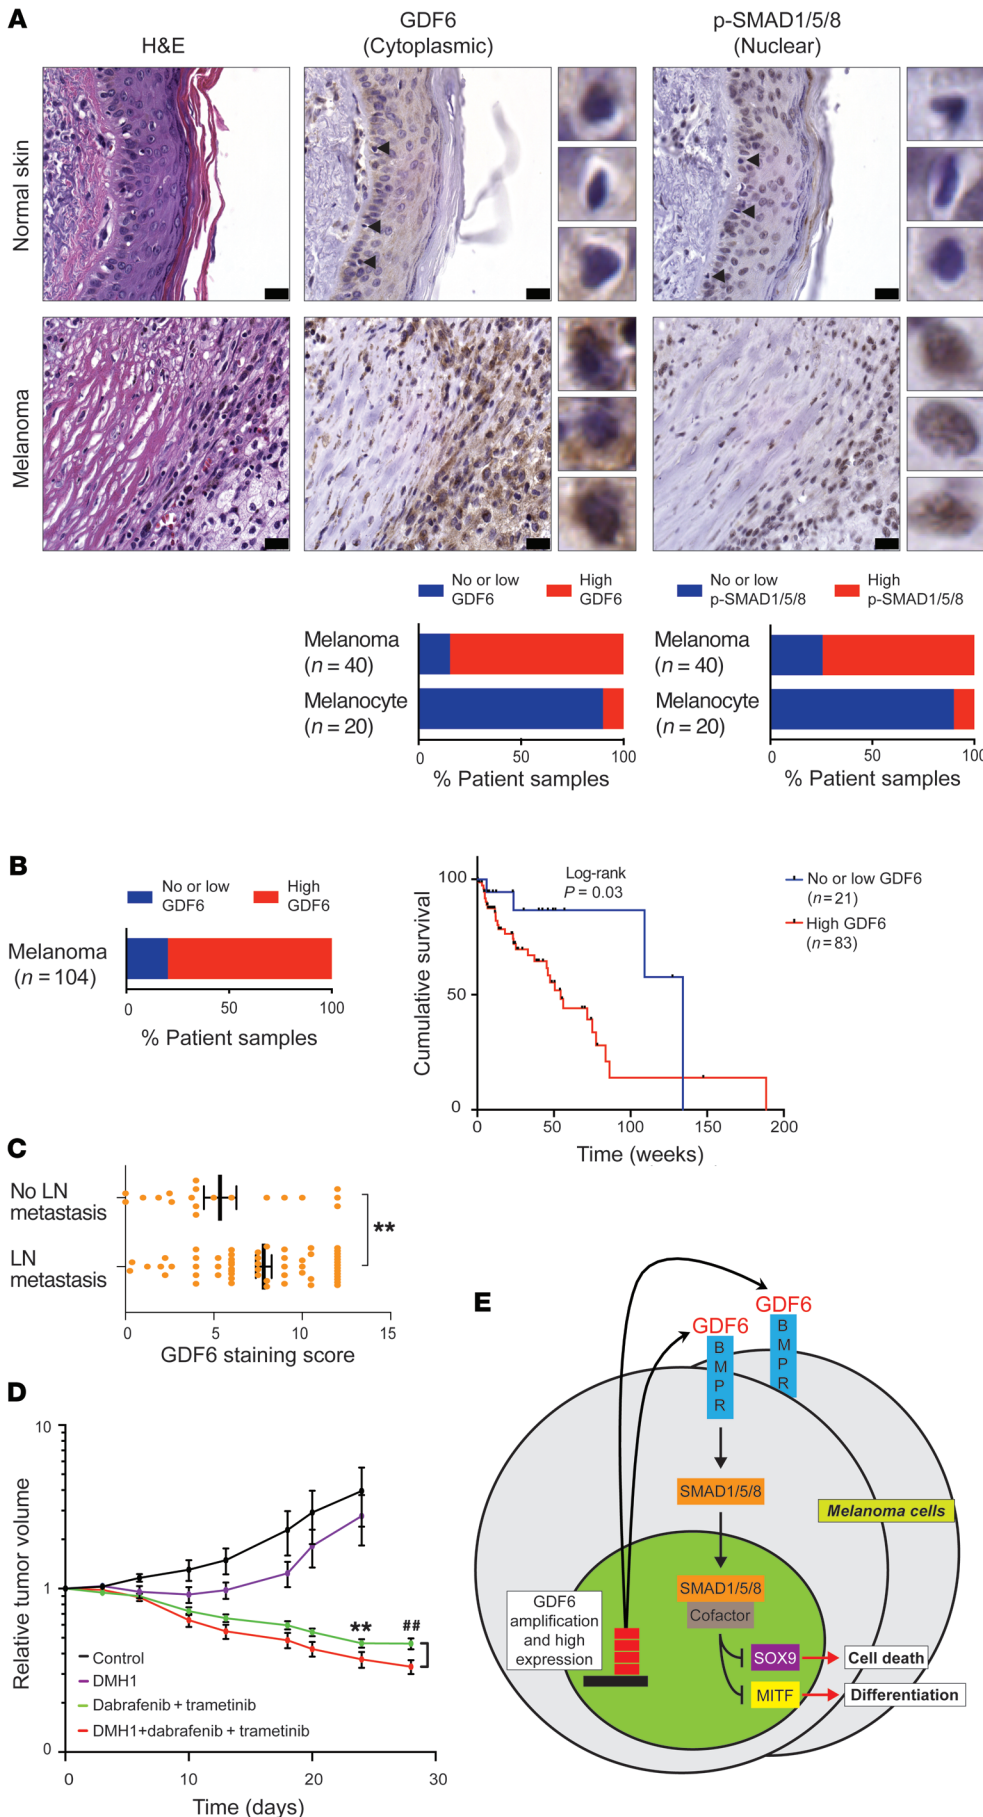 A
H&E
GDF6
(Cytoplasmic)
p-SMAD1/5/8
(Nuclear)
Normal skin
Melanoma
No or low
GDF6
High
GDF6
No or low
p-SMAD1/5/8
High
p-SMAD1/5/8
Melanoma
(n = 40)
Melanocyte
(n = 20)
0
50
100
% Patient samples
Melanoma
(n = 40)
Melanocyte
(n = 20)
0
50
100
% Patient samples
B
No or low
GDF6
High
GDF6
Melanoma
(n = 104)
0
50
100
% Patient samples
Cumulative survival
100
50
0
Log-rank
P = 0.03
0
50
100
150
200
Time (weeks)
No or low GDF6
(n=21)
High GDF6
(n=83)
C
No LN
metastasis
LN
metastasis
**
0
5
10
15
GDF6 staining score
D
Relative tumor volume
10
1
0
**
##
Control
DMH1
Dabrafenib + trametinib
DMH1+dabrafenib + trametinib
0
10
20
30
Time (days)
E
GDF6
BMPR
GDF6
BMPR
SMAD1/5/8
Melanoma cells
SMAD1/5/8
Cofactor
GDF6
amplification
and high
expression
SOX9
Cell death
MITF
Differentiation